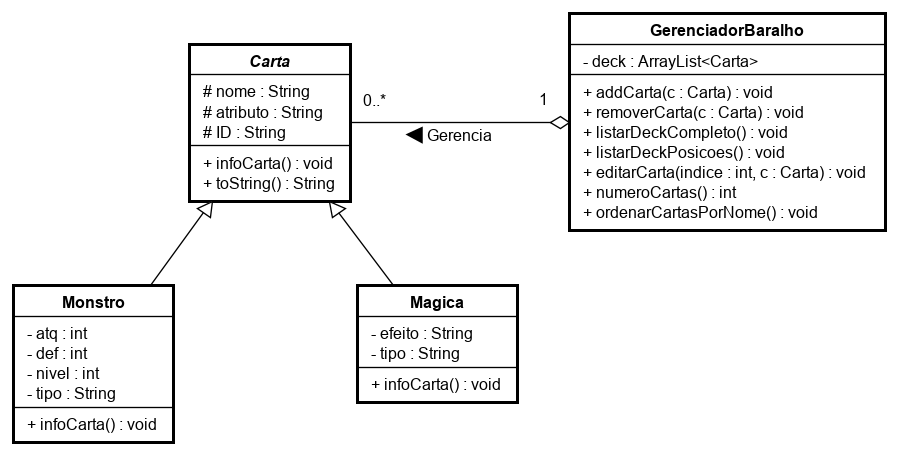 Carta
# nome : String
# atributo : String
# ID : String
+ infoCarta() : void
+ toString() : String
0..*
1
Gerencia
GerenciadorBaralho
- deck : ArrayList<Carta>
+ addCarta(c : Carta) : void
+ removerCarta(c : Carta) : void
+ listarDeckCompleto() : void
+ listarDeckPosicoes() : void
+ editarCarta(indice : int, c : Carta) : void
+ numeroCartas() : int
+ ordenarCartasPorNome() : void
Monstro
- atq : int
- def : int
- nivel : int
- tipo : String
+ infoCarta() : void
Magica
- efeito : String
- tipo : String
+ infoCarta() : void